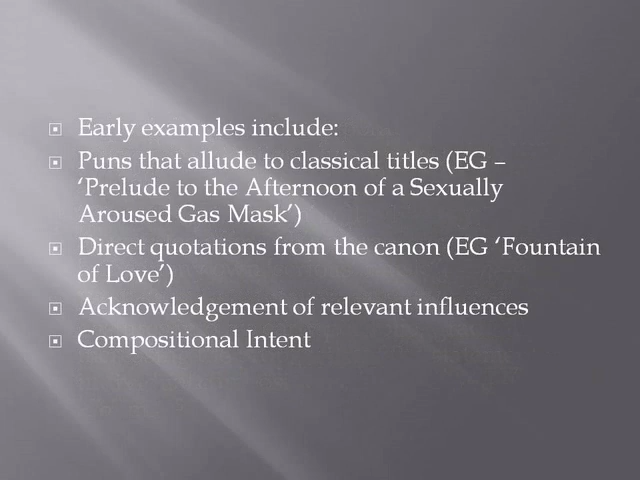 Early examples include:
Puns that allude to classical titles (EG –
‘Prelude to the Afternoon of a Sexually
Aroused Gas Mask’)
Direct quotations from the canon (EG ‘Fountain
of Love’)
Acknowledgement of relevant influences
Compositional Intent